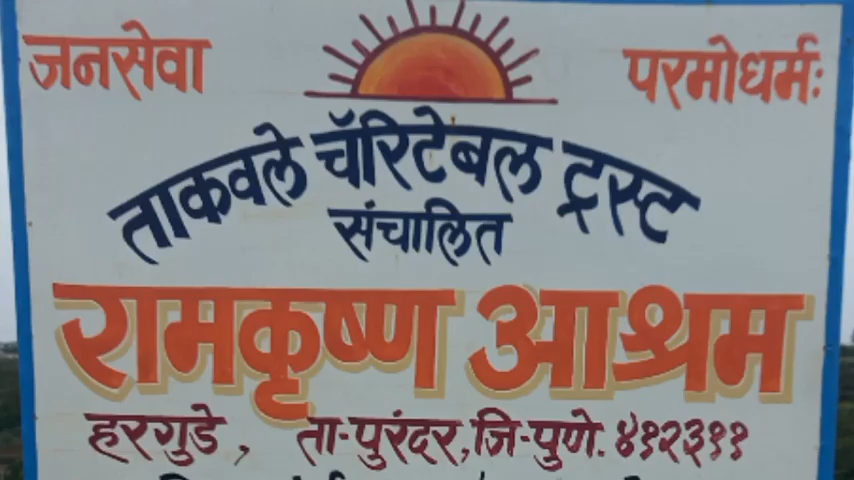 जनसेवा परमोधर्मः
ताकवले चॅरिटेबल ट्रस्ट
संचालित
रामकृष्ण आश्रम
हरगुडे, ता-पुरंदर,जि-पुणे. ४१२३११